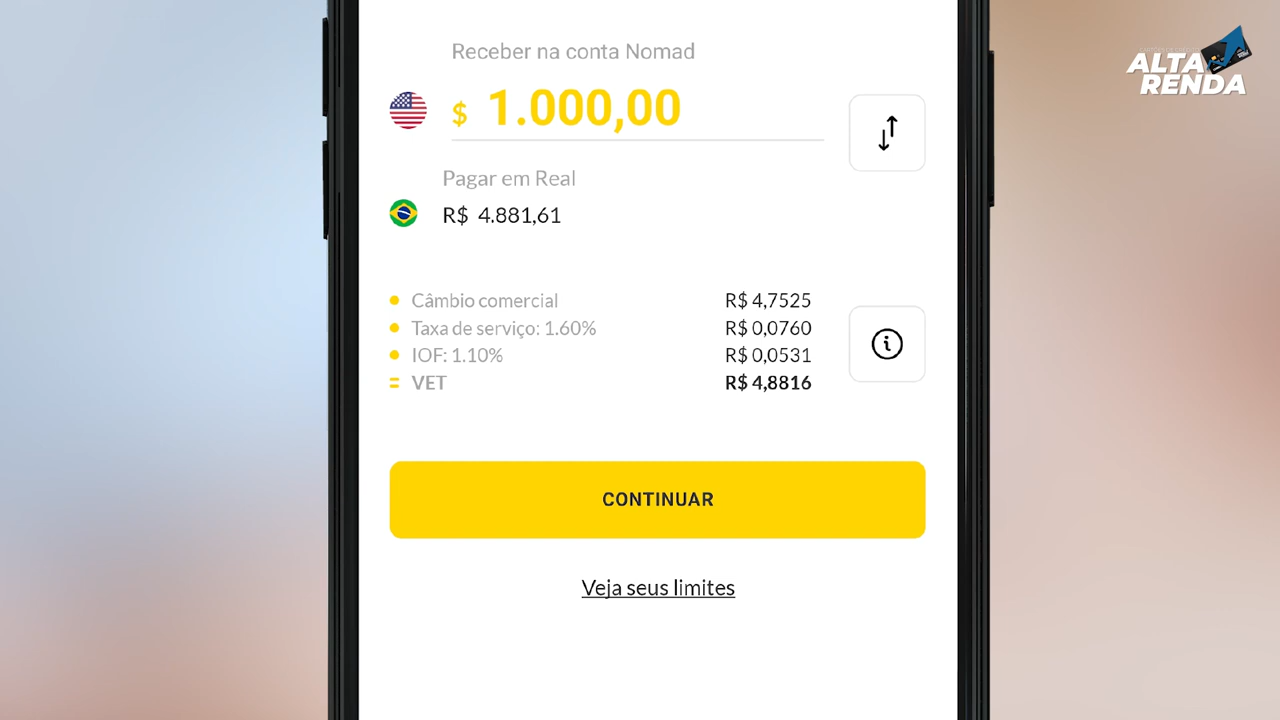 Receber na conta Nomad
$ 1.000,00
Pagar em Real
R$ 4.881,61
Câmbio comercial R$ 4,7525
Taxa de serviço: 1.60% R$ 0,0760
IOF: 1.10% R$ 0,0531
VET R$ 4,8816
CONTINUAR
Veja seus limites
ALTA
RENDA